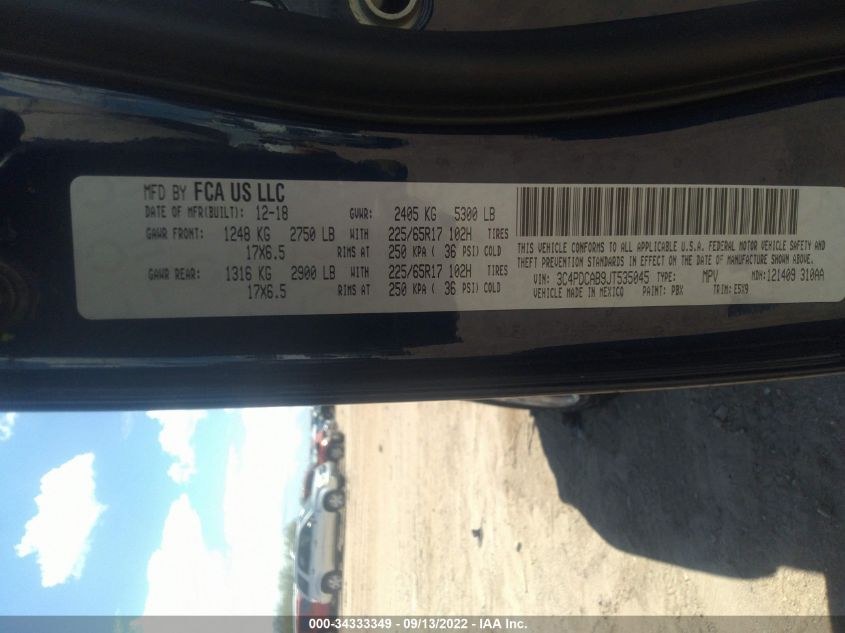 MFD BY FCA US LLC
DATE OF MFR(BUILT): 12-18 GVWR: 2405 KG 5300 LB
GAWR FRONT: 1248 KG 2750 LB WITH 225/65R17 102H TIRES
17X6.5 RIMS AT 250 KPA ( 36 PSI) COLD
GAWR REAR: 1316 KG 2900 LB WITH 225/65R17 102H TIRES
17X6.5 RIMS AT 250 KPA ( 36 PSI) COLD
THIS VEHICLE CONFORMS TO ALL APPLICABLE U.S.A. FEDERAL MOTOR VEHICLE SAFETY AND
THEFT PREVENTION STANDARDS IN EFFECT ON THE DATE OF MANUFACTURE SHOWN ABOVE.
VIN: 3C4PDCAB9JT535045 TYPE: MPV MDH: 121409 310AA
VEHICLE MADE IN MEXICO PAINT: PBX TRIM: E5X9
000-34333349 - 09/13/2022 - IAA Inc.